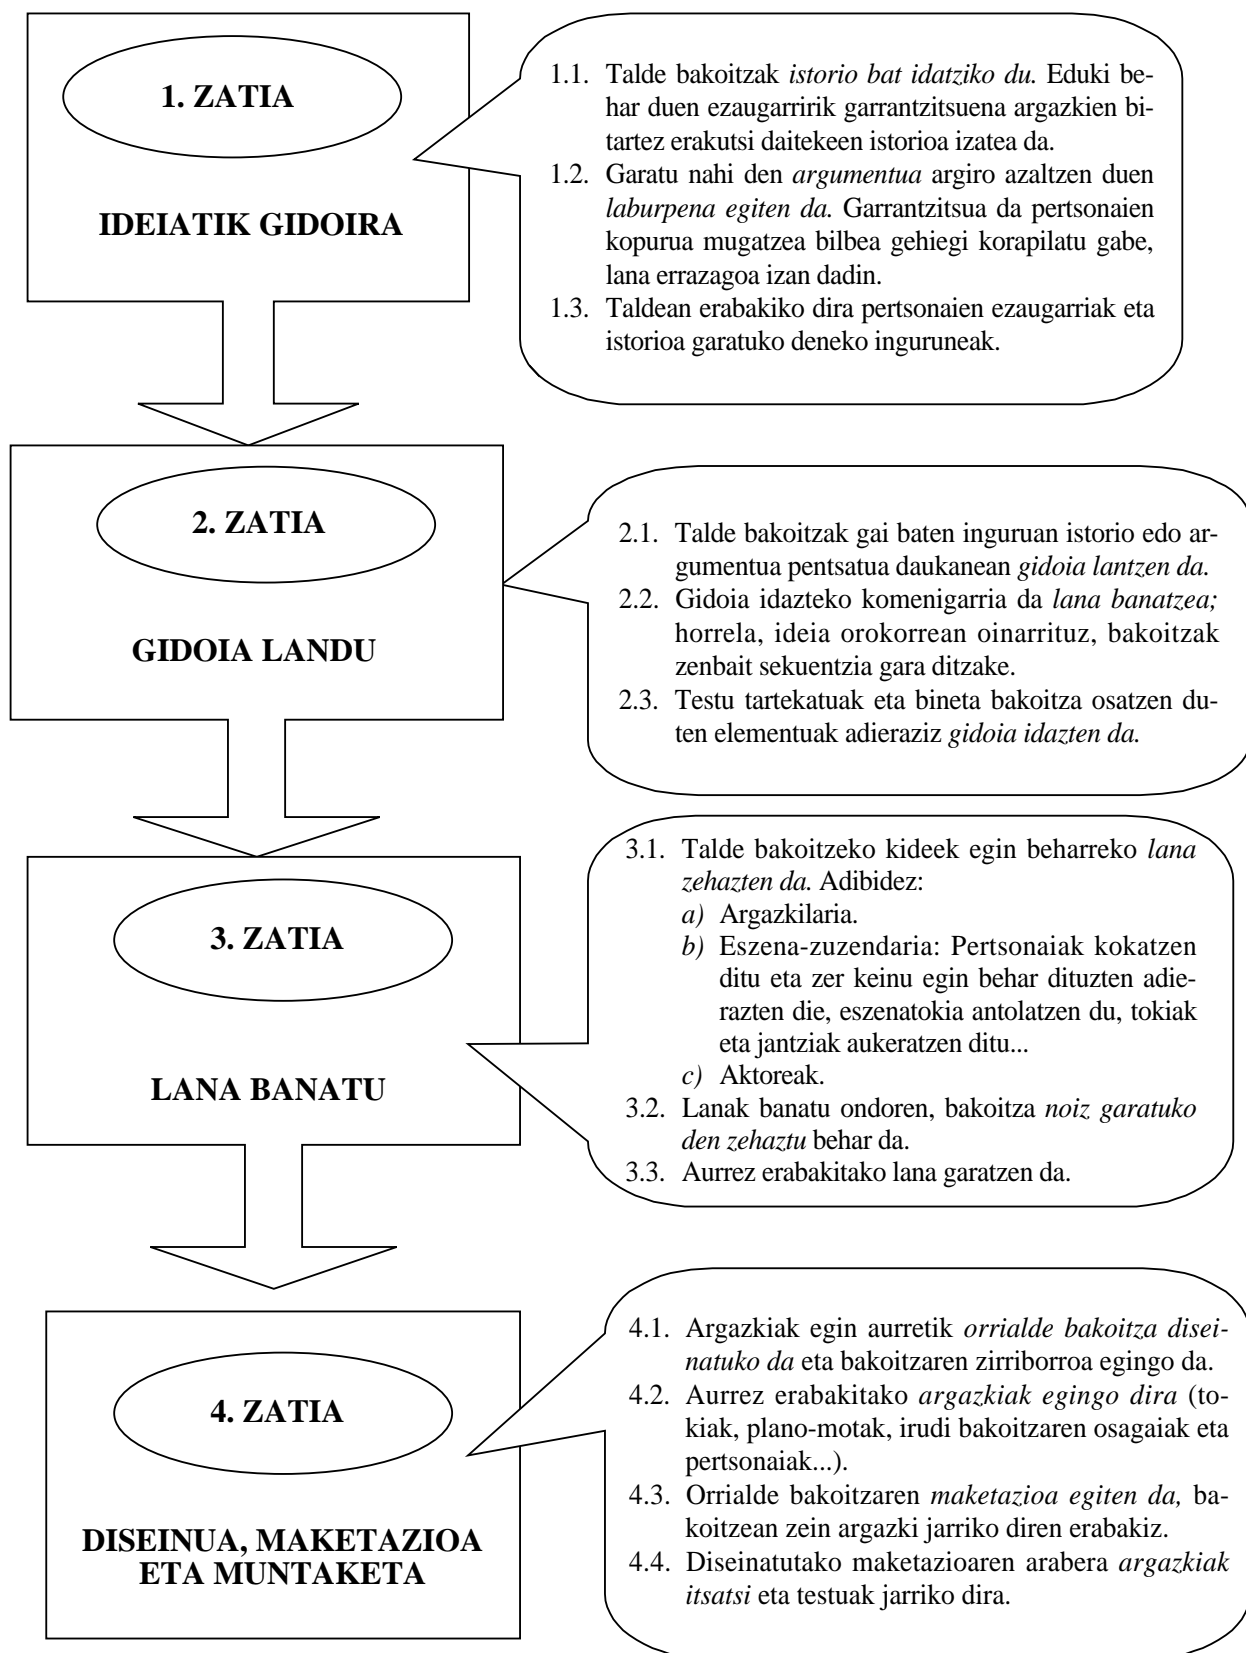 1. ZATIA
IDEIATIK GIDOIRA
1.1. Talde bakoitzak istorio bat idatziko du. Eduki be-
har duen ezaugarririk garrantzitsuena argazkien bi-
tartez erakutsi daitekeen istorioa izatea da.
1.2. Garatu nahi den argumentua argiro azaltzen duen
laburpena egiten da. Garrantzitsua da pertsonaien
kopurua mugatzea bilbea gehiegi korapilatu gabe,
lana errazagoa izan dadin.
1.3. Taldean erabakiko dira pertsonaien ezaugarriak eta
istorioa garatuko deneko inguruneak.
2. ZATIA
GIDOIA LANDU
2.1. Talde bakoitzak gai baten inguruan istorio edo ar-
gumentua pentsatua daukanean gidoia lantzen da.
2.2. Gidoia idazteko komenigarria da lana banatzea;
horrela, ideia orokorrean oinarrituz, bakoitzak
zenbait sekuentzia gara ditzake.
2.3. Testu tartekatuak eta bineta bakoitza osatzen du-
ten elementuak adieraziz gidoia idazten da.
3. ZATIA
LANA BANATU
3.1. Talde bakoitzeko kideek egin beharreko lana
zehazten da. Adibidez:
a) Argazkilaria.
b) Eszena-zuzendaria: Pertsonaiak kokatzen
ditu eta zer keinu egin behar dituzten adie-
razten die, eszenatokia antolatzen du, tokiak
eta jantziak aukeratzen ditu...
c) Aktoreak.
3.2. Lanak banatu ondoren, bakoitza noiz garatuko
den zehaztu behar da.
3.3. Aurrez erabakitako lana garatzen da.
4. ZATIA
DISEINUA, MAKETAZIOA
ETA MUNTAKETA
4.1. Argazkiak egin aurretik orrialde bakoitza disei-
natuko da eta bakoitzaren zirriborroa egingo da.
4.2. Aurrez erabakitako argazkiak egingo dira (to-
kiak, plano-motak, irudi bakoitzaren osagaiak eta
pertsonaiak...).
4.3. Orrialde bakoitzaren maketazioa egiten da, ba-
koitzean zein argazki jarriko diren erabakiz.
4.4. Diseinatutako maketazioaren arabera argazkiak
itsatsi eta testuak jarriko dira.